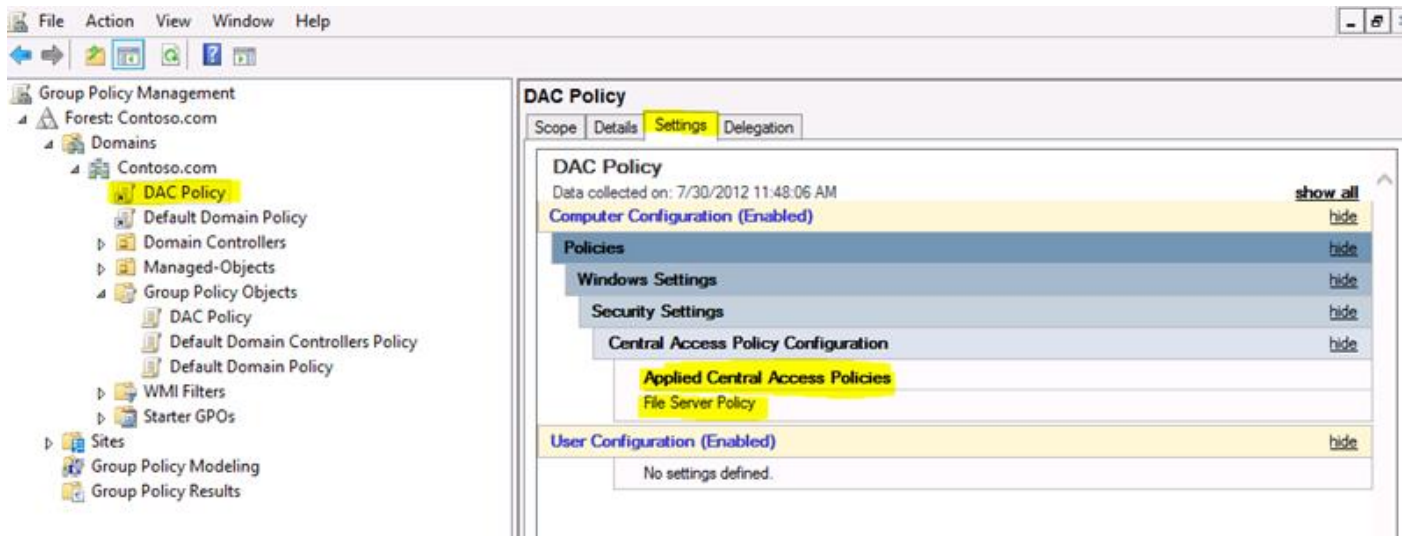 File Action View Window Help
Group Policy Management
Forest: Contoso.com
Domains
Contoso.com
DAC Policy
Default Domain Policy
Domain Controllers
Managed-Objects
Group Policy Objects
DAC Policy
Default Domain Controllers Policy
Default Domain Policy
WMI Filters
Starter GPOs
Sites
Group Policy Modeling
Group Policy Results
DAC Policy
Scope Details Settings Delegation
DAC Policy
Data collected on: 7/30/2012 11:48:06 AM show all
Computer Configuration (Enabled) hide
Policies hide
Windows Settings hide
Security Settings hide
Central Access Policy Configuration hide
Applied Central Access Policies
File Server Policy
User Configuration (Enabled) hide
No settings defined.